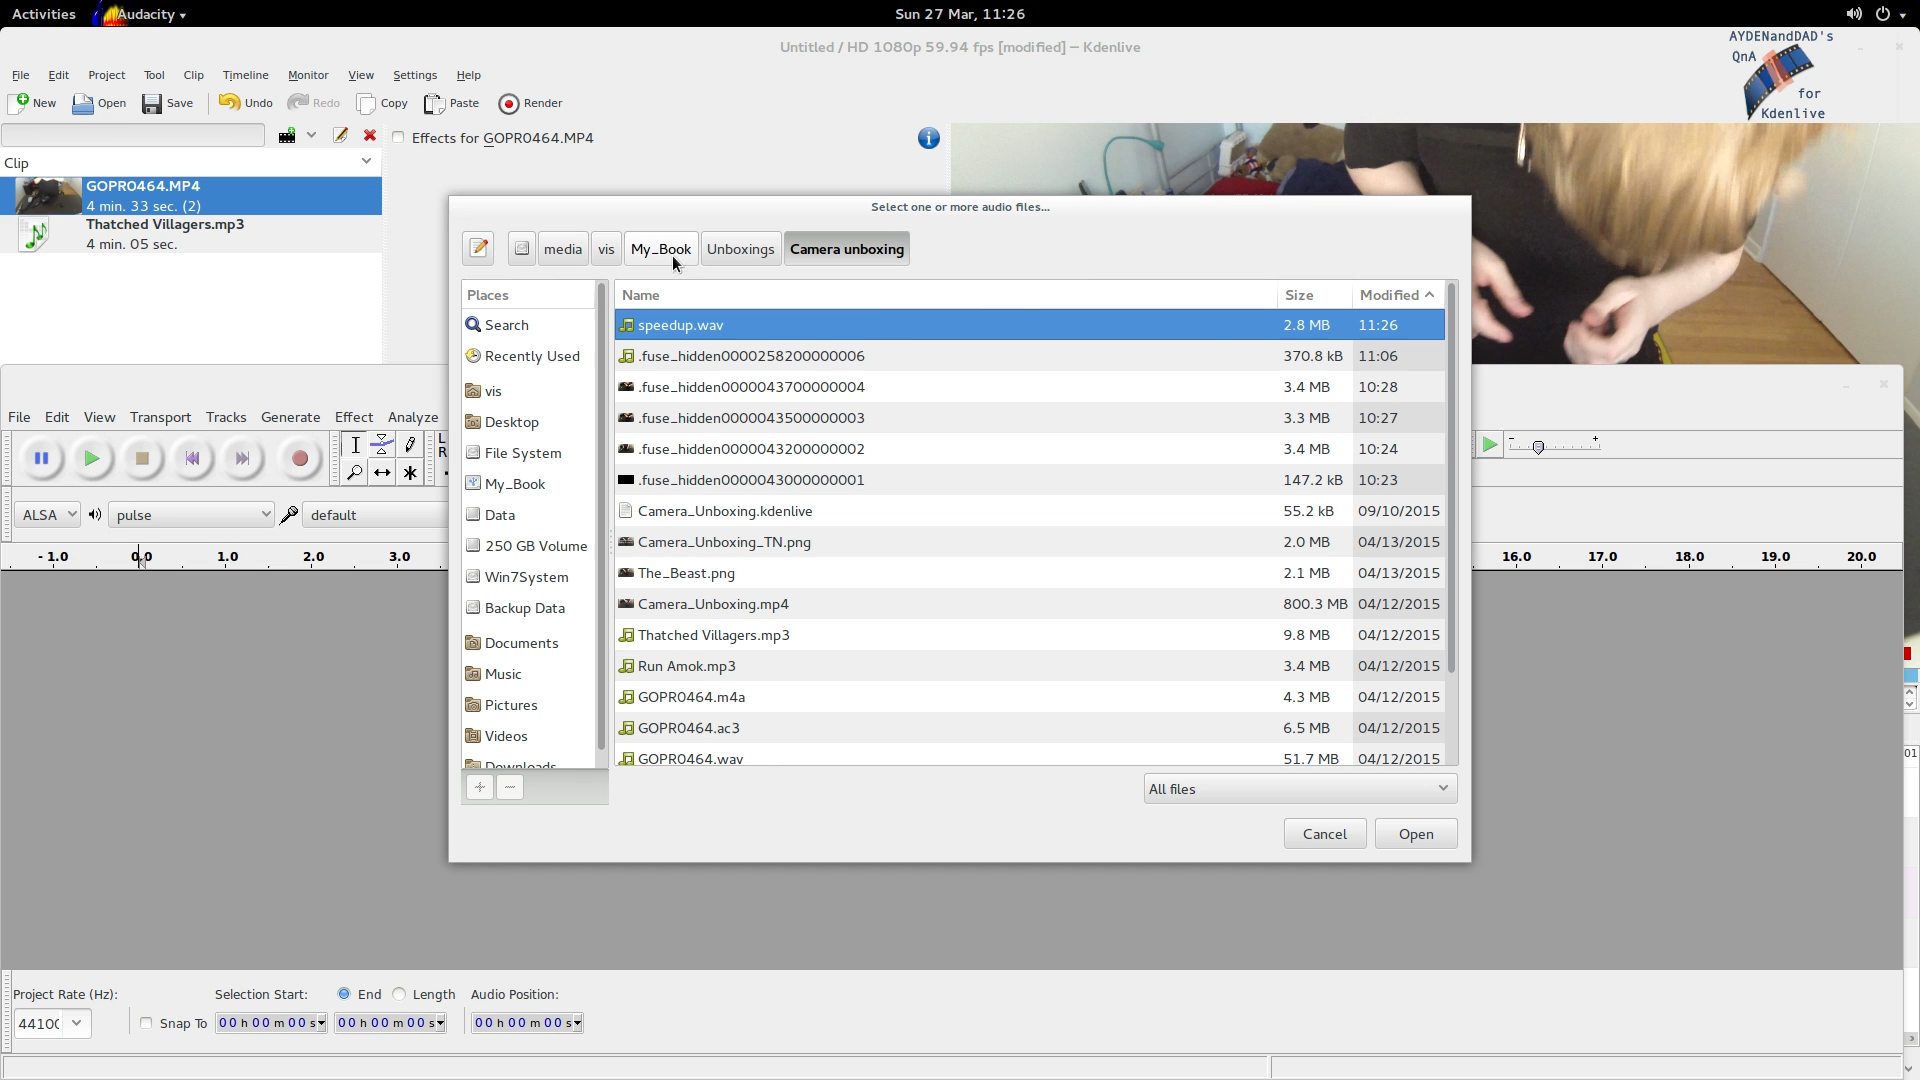 Activities Audacity Sun 27 Mar, 11:26
Untitled / HD 1080p 59.94 fps [modified] – Kdenlive
AYDENandDAD's
QnA
for
Kdenlive
File Edit Project Tool Clip Timeline Monitor View Settings Help
New Open Save Undo Redo Copy Paste Render
Effects for GOPR0464.MP4
Clip
GOPR0464.MP4
4 min. 33 sec. (2)
Thatched Villagers.mp3
4 min. 05 sec.
Select one or more audio files...
media vis My_Book Unboxings Camera unboxing
Places
Search
Recently Used
vis
Desktop
File System
My_Book
Data
250 GB Volume
Win7System
Backup Data
Documents
Music
Pictures
Videos
Downloads
Name Size Modified
speedup.wav 2.8 MB 11:26
.fuse_hidden0000258200000006 370.8 kB 11:06
.fuse_hidden0000043700000004 3.4 MB 10:28
.fuse_hidden0000043500000003 3.3 MB 10:27
.fuse_hidden0000043200000002 3.4 MB 10:24
.fuse_hidden0000043000000001 147.2 kB 10:23
Camera_Unboxing.kdenlive 55.2 kB 09/10/2015
Camera_Unboxing_TN.png 2.0 MB 04/13/2015
The_Beast.png 2.1 MB 04/13/2015
Camera_Unboxing.mp4 800.3 MB 04/12/2015
Thatched Villagers.mp3 9.8 MB 04/12/2015
Run Amok.mp3 3.4 MB 04/12/2015
GOPR0464.m4a 4.3 MB 04/12/2015
GOPR0464.ac3 6.5 MB 04/12/2015
GOPR0464.wav 51.7 MB 04/12/2015
All files
Cancel Open
File Edit View Transport Tracks Generate Effect Analyze
L
R
ALSA pulse default
- 1.0 0.0 1.0 2.0 3.0 16.0 17.0 18.0 19.0 20.0
01
Project Rate (Hz): Selection Start: End Length Audio Position:
44100 Snap To 00 h 00 m 00 s 00 h 00 m 00 s 00 h 00 m 00 s